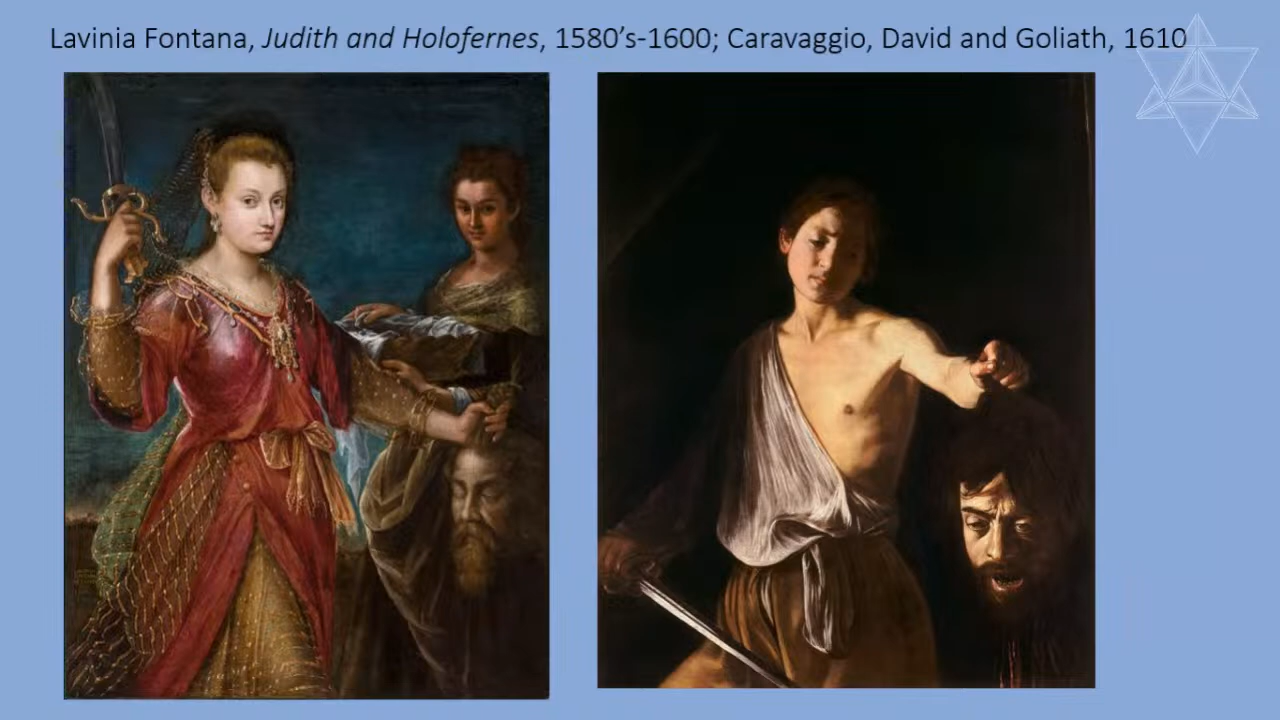 Lavinia Fontana, Judith and Holofernes, 1580’s-1600; Caravaggio, David and Goliath, 1610